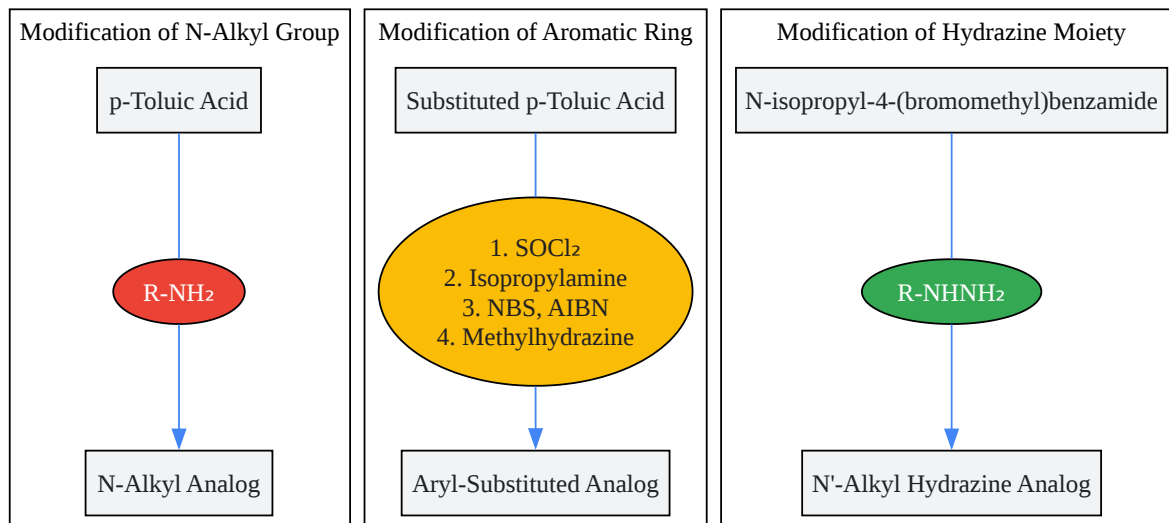 Modification of N-Alkyl Group
p-Toluic Acid
R-NH₂
N-Alkyl Analog
Modification of Aromatic Ring
Substituted p-Toluic Acid
1. SOCl₂
2. Isopropylamine
3. NBS, AIBN
4. Methylhydrazine
Aryl-Substituted Analog
Modification of Hydrazine Moiety
N-isopropyl-4-(bromomethyl)benzamide
R-NHNH₂
N'-Alkyl Hydrazine Analog